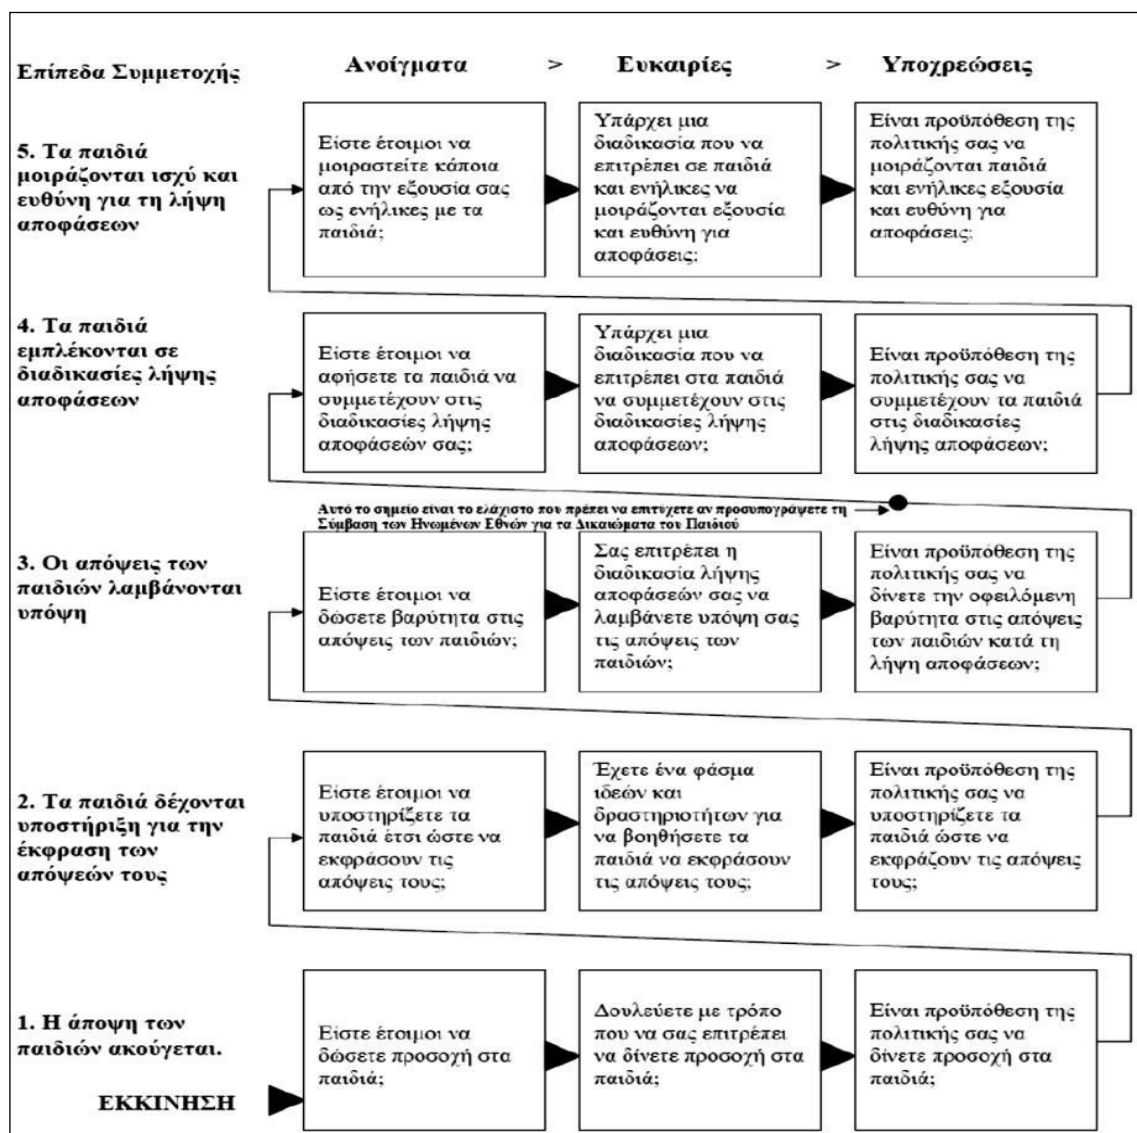 Επίπεδα Συμμετοχής
Ανοίγματα > Ευκαιρίες > Υποχρεώσεις
5. Τα παιδιά
μοιράζονται ισχύ και
ευθύνη για τη λήψη
αποφάσεων
Είστε έτοιμοι να
μοιραστείτε κάποια
από την εξουσία σας
ως ενήλικες με τα
παιδιά;
Υπάρχει μια
διαδικασία που να
επιτρέπει σε παιδιά
και ενήλικες να
μοιράζονται εξουσία
και ευθύνη για
αποφάσεις;
Είναι προϋπόθεση της
πολιτικής σας να
μοιράζονται παιδιά
και ενήλικες εξουσία
και ευθύνη για
αποφάσεις;
4. Τα παιδιά
εμπλέκονται σε
διαδικασίες λήψης
αποφάσεων
Είστε έτοιμοι να
αφήσετε τα παιδιά να
συμμετέχουν στις
διαδικασίες λήψης
αποφάσεών σας;
Υπάρχει μια
διαδικασία που να
επιτρέπει στα παιδιά
να συμμετέχουν στις
διαδικασίες λήψης
αποφάσεων;
Είναι προϋπόθεση της
πολιτικής σας να
συμμετέχουν τα παιδιά
στις διαδικασίες
λήψης αποφάσεων;
Αυτό το σημείο είναι το ελάχιστο που πρέπει να επιτύχετε αν προσυπογράψετε τη
Σύμβαση των Ηνωμένων Εθνών για τα Δικαιώματα του Παιδιού
3. Οι απόψεις των
παιδιών λαμβάνονται
υπόψη
Είστε έτοιμοι να
δώσετε βαρύτητα στις
απόψεις των παιδιών;
Σας επιτρέπει η
διαδικασία λήψης
αποφάσεών σας να
λαμβάνετε υπόψη σας
τις απόψεις των
παιδιών;
Είναι προϋπόθεση της
πολιτικής σας να
δίνετε την οφειλόμενη
βαρύτητα στις απόψεις
των παιδιών κατά τη
λήψη αποφάσεων;
2. Τα παιδιά δέχονται
υποστήριξη για την
έκφραση των
απόψεών τους
Είστε έτοιμοι να
υποστηρίζετε τα
παιδιά έτσι ώστε να
εκφράσουν τις
απόψεις τους;
Έχετε ένα φάσμα
ιδεών και
δραστηριοτήτων για
να βοηθήσετε τα
παιδιά να εκφράσουν
τις απόψεις τους;
Είναι προϋπόθεση της
πολιτικής σας να
υποστηρίζετε τα
παιδιά ώστε να
εκφράζουν τις απόψεις
τους;
1. Η άποψη των
παιδιών ακούγεται.
Είστε έτοιμοι να
δώσετε προσοχή στα
παιδιά;
Δουλεύετε με τρόπο
που να σας επιτρέπει
να δίνετε προσοχή στα
παιδιά;
Είναι προϋπόθεση της
πολιτικής σας να
δίνετε προσοχή στα
παιδιά;
ΕΚΚΙΝΗΣΗ